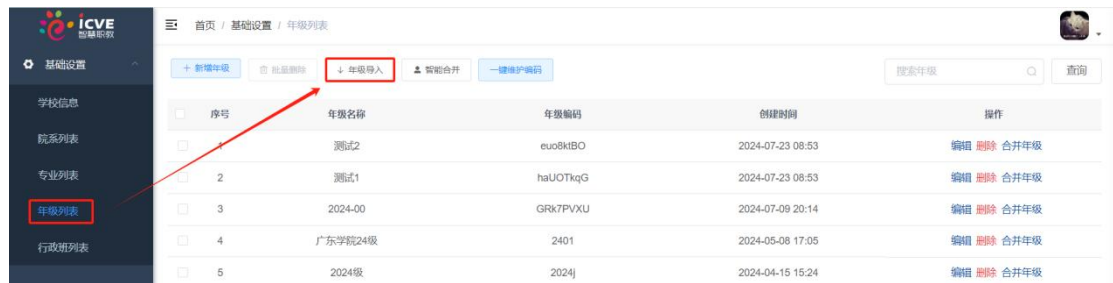 icve
智慧职教
首页 / 基础设置 / 年级列表
基础设置
学校信息
院系列表
专业列表
年级列表
行政班列表
+ 新增年级 批量删除 ↓ 年级导入 智能合并 一键维护编码 搜索年级 查询
序号 年级名称 年级编码 创建时间 操作
1 测试2 euo8ktBO 2024-07-23 08:53 编辑 删除 合并年级
2 测试1 haUOTkqG 2024-07-23 08:53 编辑 删除 合并年级
3 2024-00 GRk7PVXU 2024-07-09 20:14 编辑 删除 合并年级
4 广东学院24级 2401 2024-05-08 17:05 编辑 删除 合并年级
5 2024级 2024j 2024-04-15 15:24 编辑 删除 合并年级